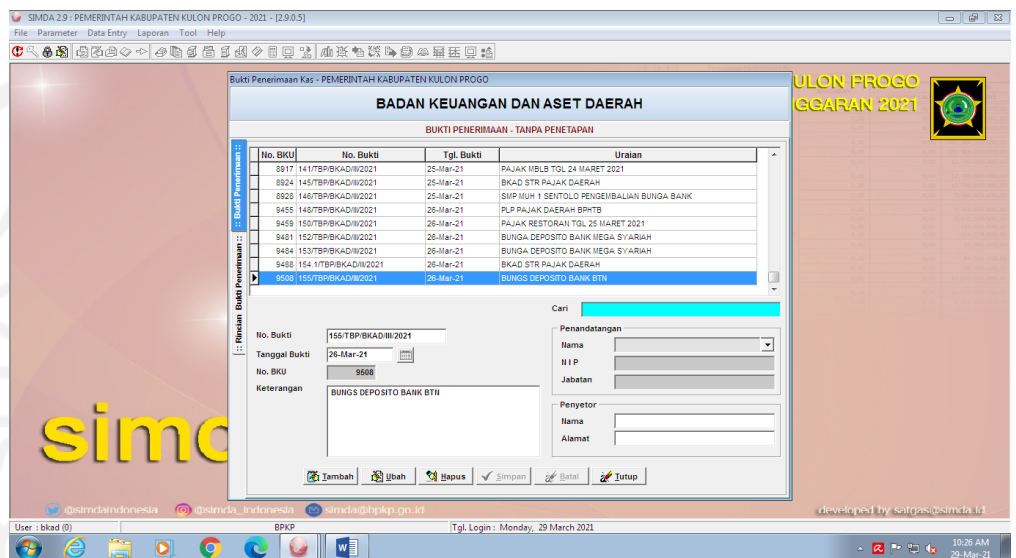 SIMDA 2.9 : PEMERINTAH KABUPATEN KULON PROGO - 2021 - [2.9.0.5]
File Parameter Data Entry Laporan Tool Help
ULON PROGO
GGARAN 2021
Bukti Penerimaan Kas - PEMERINTAH KABUPATEN KULON PROGO
BADAN KEUANGAN DAN ASET DAERAH
BUKTI PENERIMAAN - TANPA PENETAPAN
:: Bukti Penerimaan ::
:: Rincian Bukti Penerimaan ::
No. BKU No. Bukti Tgl. Bukti Uraian
8917 141/TBP/BKAD/III/2021 25-Mar-21 PAJAK MBLB TGL 24 MARET 2021
8924 145/TBP/BKAD/III/2021 25-Mar-21 BKAD STR PAJAK DAERAH
8928 146/TBP/BKAD/III/2021 25-Mar-21 SMP MUH 1 SENTOLO PENGEMBALIAN BUNGA BANK
9455 148/TBP/BKAD/III/2021 26-Mar-21 PLP PAJAK DAERAH BPHTB
9459 150/TBP/BKAD/III/2021 26-Mar-21 PAJAK RESTORAN TGL 25 MARET 2021
9481 152/TBP/BKAD/III/2021 26-Mar-21 BUNGA DEPOSITO BANK MEGA SYARIAH
9484 153/TBP/BKAD/III/2021 26-Mar-21 BUNGA DEPOSITO BANK MEGA SYARIAH
9488 154.1/TBP/BKAD/III/2021 26-Mar-21 BKAD STR PAJAK DAERAH
9508 155/TBP/BKAD/III/2021 26-Mar-21 BUNGS DEPOSITO BANK BTN
Cari
No. Bukti 155/TBP/BKAD/III/2021
Tanggal Bukti 26-Mar-21
No. BKU 9508
Keterangan BUNGS DEPOSITO BANK BTN
Penandatangan
Nama
N I P
Jabatan
Penyetor
Nama
Alamat
Tambah Ubah Hapus Simpan Batal Tutup
simd
@simdaindonesia @simda_indonesia simda@bpkp.go.id developed by satgas@simda.id
User : bkad (0) BPKP Tgl. Login : Monday, 29 March 2021
10:26 AM
29-Mar-21